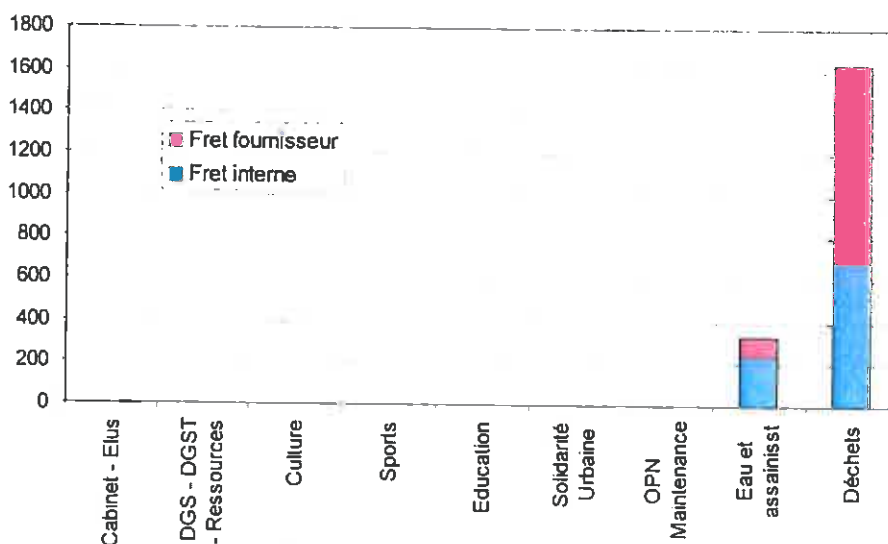 1800
1600
1400
1200
1000
800
600
400
200
0
Fret fournisseur
Fret interne
Cabinet - Elus
DGS - DGST
- Ressources
Culture
Sports
Education
Solidarité
Urbaine
OPN
Maintenance
Eau et
assainisst
Déchets